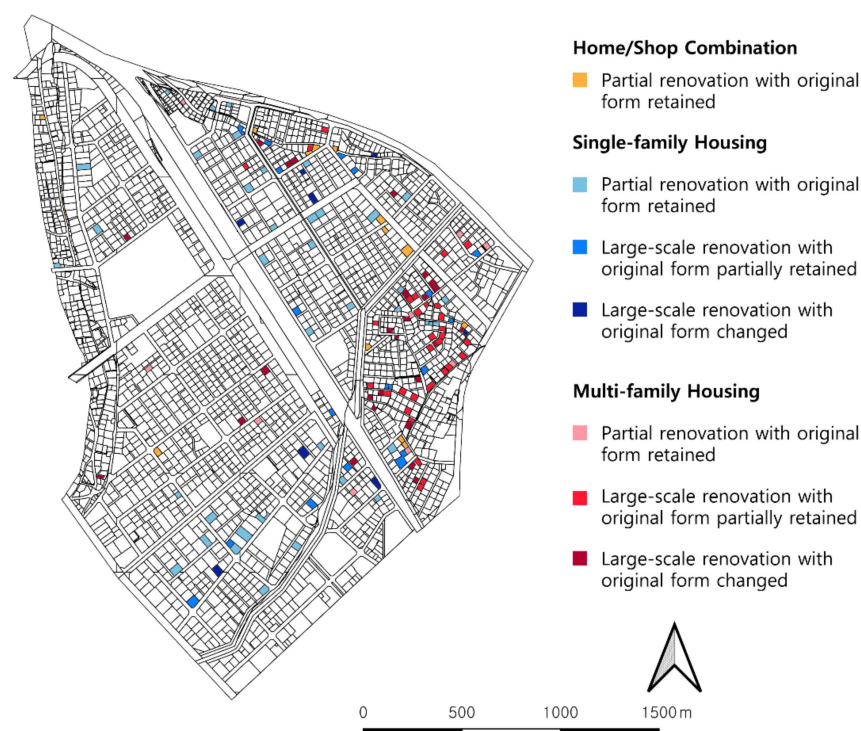 Home/Shop Combination
Partial renovation with original
form retained
Single-family Housing
Partial renovation with original
form retained
Large-scale renovation with
original form partially retained
Large-scale renovation with
original form changed
Multi-family Housing
Partial renovation with original
form retained
Large-scale renovation with
original form partially retained
Large-scale renovation with
original form changed
0 500 1000 1500 m